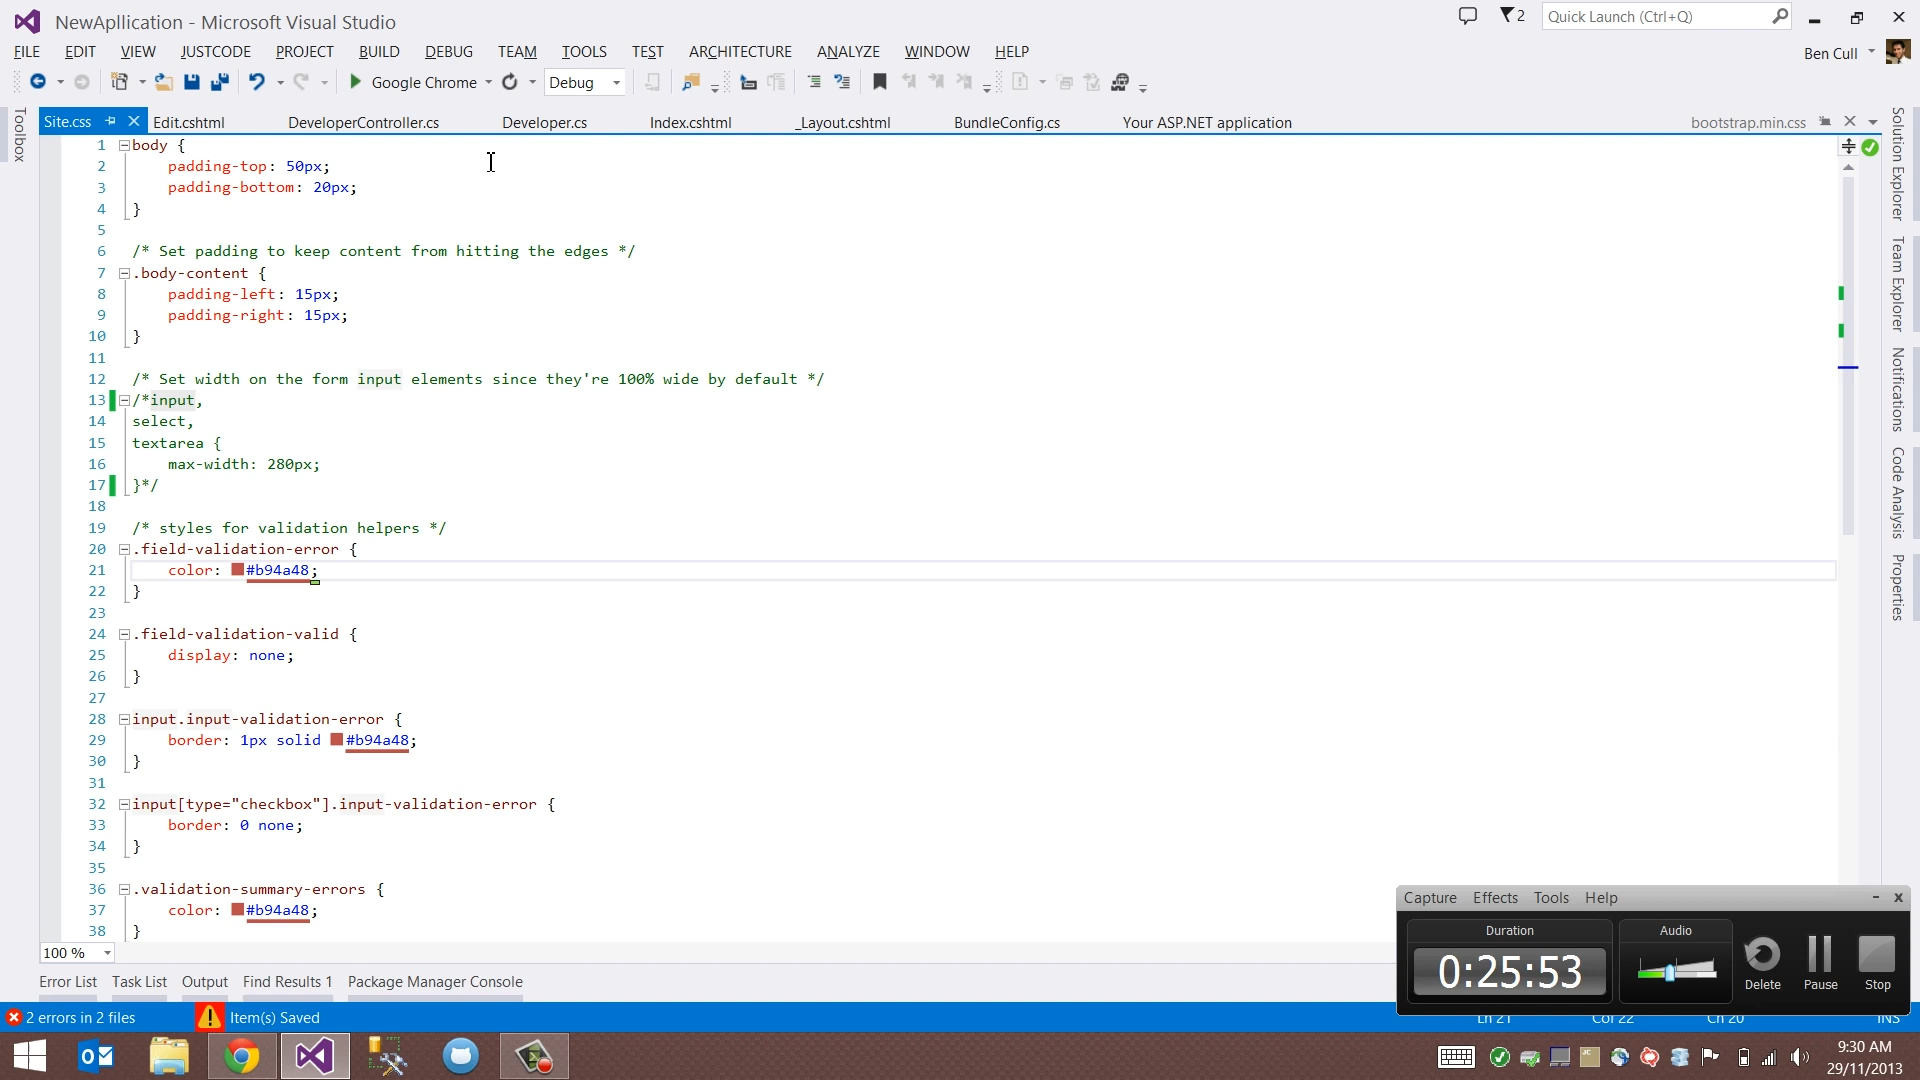 NewApllication - Microsoft Visual Studio
2
Quick Launch (Ctrl+Q)
FILE EDIT VIEW JUSTCODE PROJECT BUILD DEBUG TEAM TOOLS TEST ARCHITECTURE ANALYZE WINDOW HELP
Ben Cull
Google Chrome
Debug
Toolbox
Site.css Edit.cshtml DeveloperController.cs Developer.cs Index.cshtml _Layout.cshtml BundleConfig.cs Your ASP.NET application bootstrap.min.css
1 body {
2 padding-top: 50px;
3 padding-bottom: 20px;
4 }
5
6 /* Set padding to keep content from hitting the edges */
7 .body-content {
8 padding-left: 15px;
9 padding-right: 15px;
10 }
11
12 /* Set width on the form input elements since they're 100% wide by default */
13 /*input,
14 select,
15 textarea {
16 max-width: 280px;
17 }*/
18
19 /* styles for validation helpers */
20 .field-validation-error {
21 color: #b94a48;
22 }
23
24 .field-validation-valid {
25 display: none;
26 }
27
28 input.input-validation-error {
29 border: 1px solid #b94a48;
30 }
31
32 input[type="checkbox"].input-validation-error {
33 border: 0 none;
34 }
35
36 .validation-summary-errors {
37 color: #b94a48;
38 }
Solution Explorer
Team Explorer
Notifications
Code Analysis
Properties
100 %
Error List Task List Output Find Results 1 Package Manager Console
2 errors in 2 files
Item(s) Saved
Ln 21 Col 22 Ch 20 INS
Capture Effects Tools Help
Duration
0:25:53
Audio
Delete Pause Stop
9:30 AM
29/11/2013